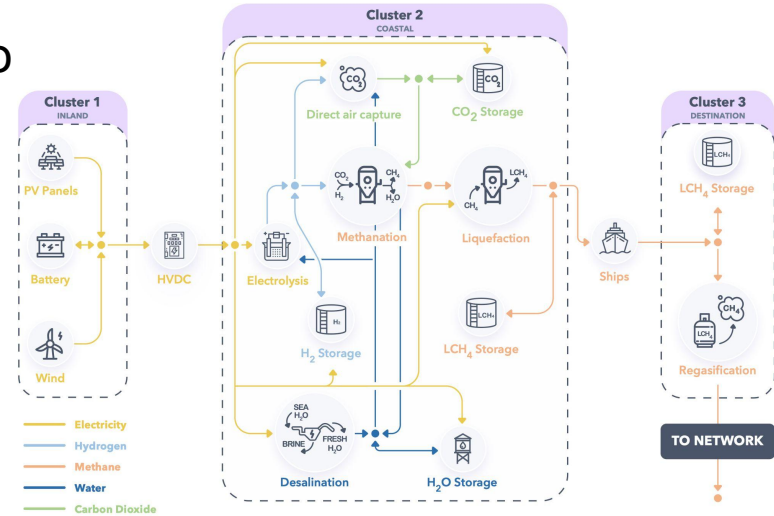 Cluster 1
INLAND
PV Panels
Battery
Wind
HVDC
Cluster 2
COASTAL
CO2
Direct air capture
CO2
CO2 Storage
CO2
H2
CH4
H2O
Methanation
CH4
LCH4
Liquefaction
Electrolysis
H2
H2 Storage
LCH4
LCH4 Storage
SEA
H2O
BRINE
FRESH
H2O
Desalination
H2O Storage
Ships
Cluster 3
DESTINATION
LCH4
LCH4 Storage
CH4
LCH4
Regasification
TO NETWORK
Electricity
Hydrogen
Methane
Water
Carbon Dioxide